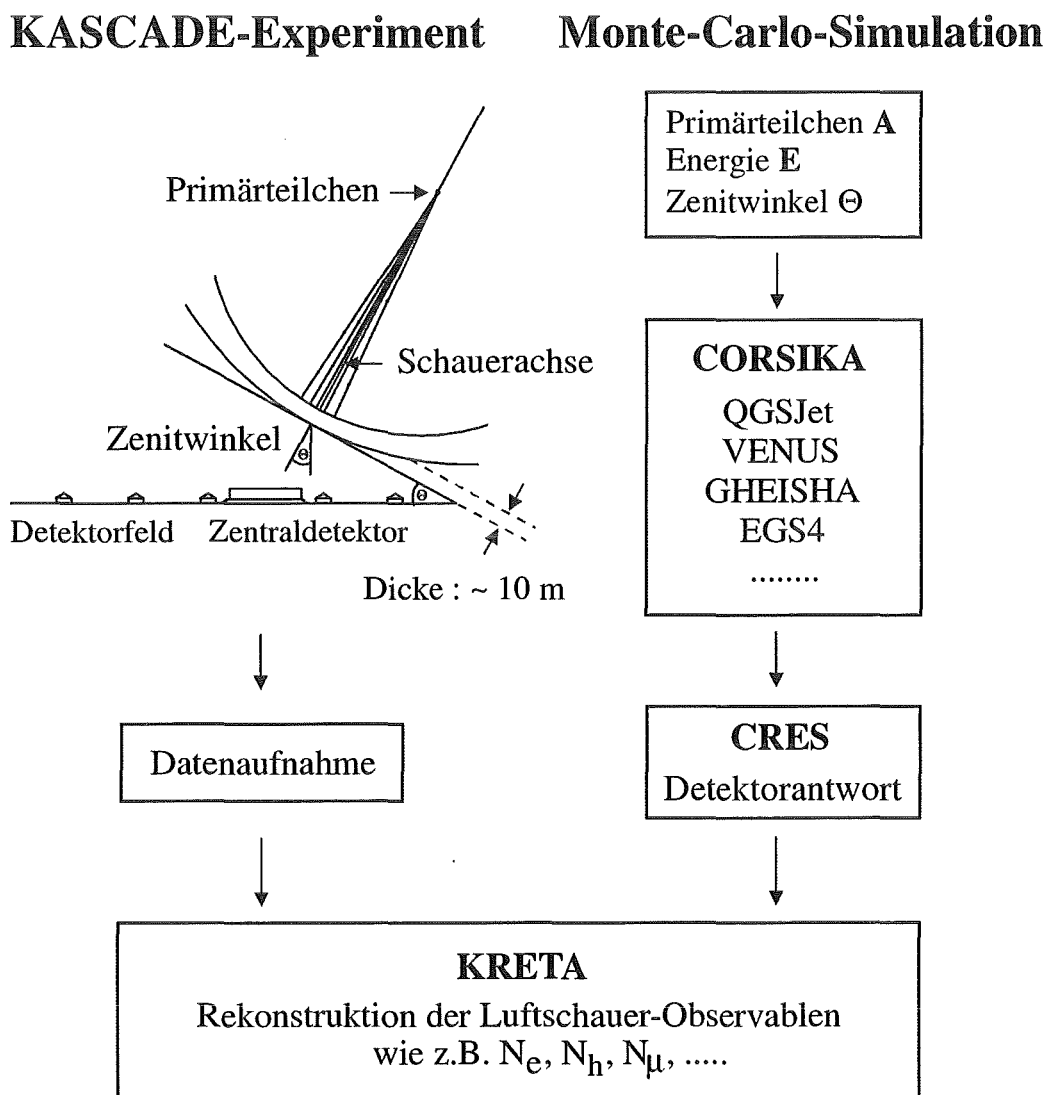 KASCADE-Experiment
Primärteilchen
Schauerachse
Zenitwinkel
Θ
Θ
Detektorfeld
Zentraldetektor
Dicke : ~ 10 m
Datenaufnahme
Monte-Carlo-Simulation
Primärteilchen A
Energie E
Zenitwinkel Θ
CORSIKA
QGSJet
VENUS
GHEISHA
EGS4
........
CRES
Detektorantwort
KRETA
Rekonstruktion der Luftschauer-Observablen
wie z.B. Nₑ, Nₕ, N_μ, .....